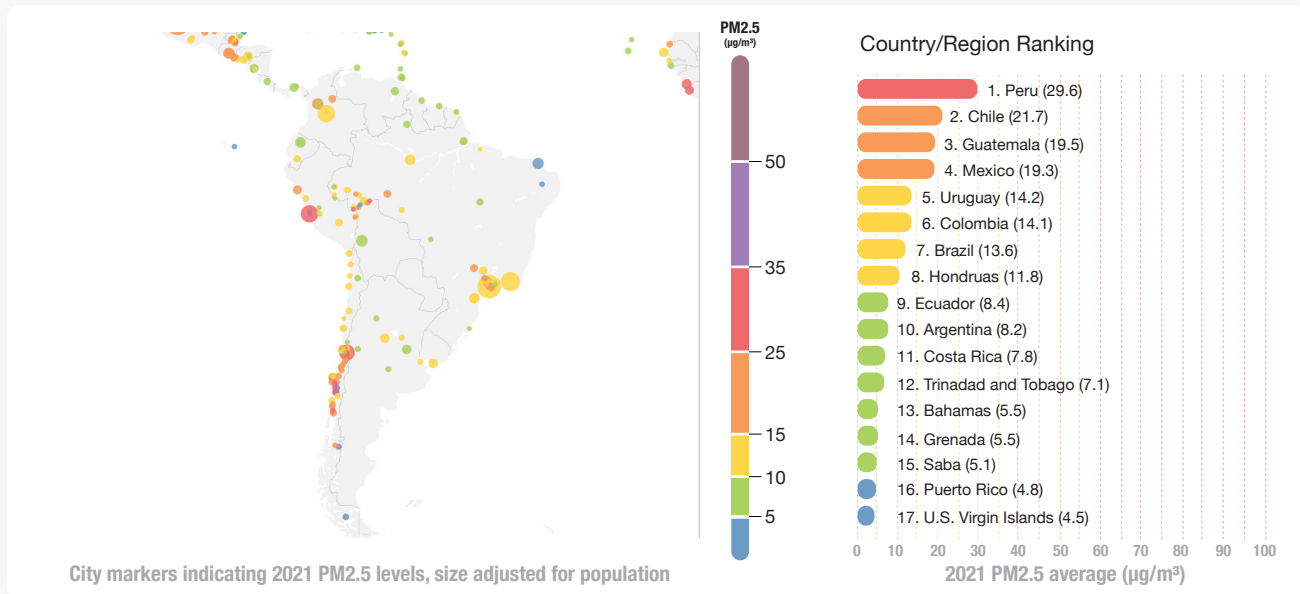 PM2.5
(µg/m³)
50
35
25
15
10
5
City markers indicating 2021 PM2.5 levels, size adjusted for population
Country/Region Ranking
1. Peru (29.6)
2. Chile (21.7)
3. Guatemala (19.5)
4. Mexico (19.3)
5. Uruguay (14.2)
6. Colombia (14.1)
7. Brazil (13.6)
8. Hondruas (11.8)
9. Ecuador (8.4)
10. Argentina (8.2)
11. Costa Rica (7.8)
12. Trinidad and Tobago (7.1)
13. Bahamas (5.5)
14. Grenada (5.5)
15. Saba (5.1)
16. Puerto Rico (4.8)
17. U.S. Virgin Islands (4.5)
0 10 20 30 40 50 60 70 80 90 100
2021 PM2.5 average (µg/m³)